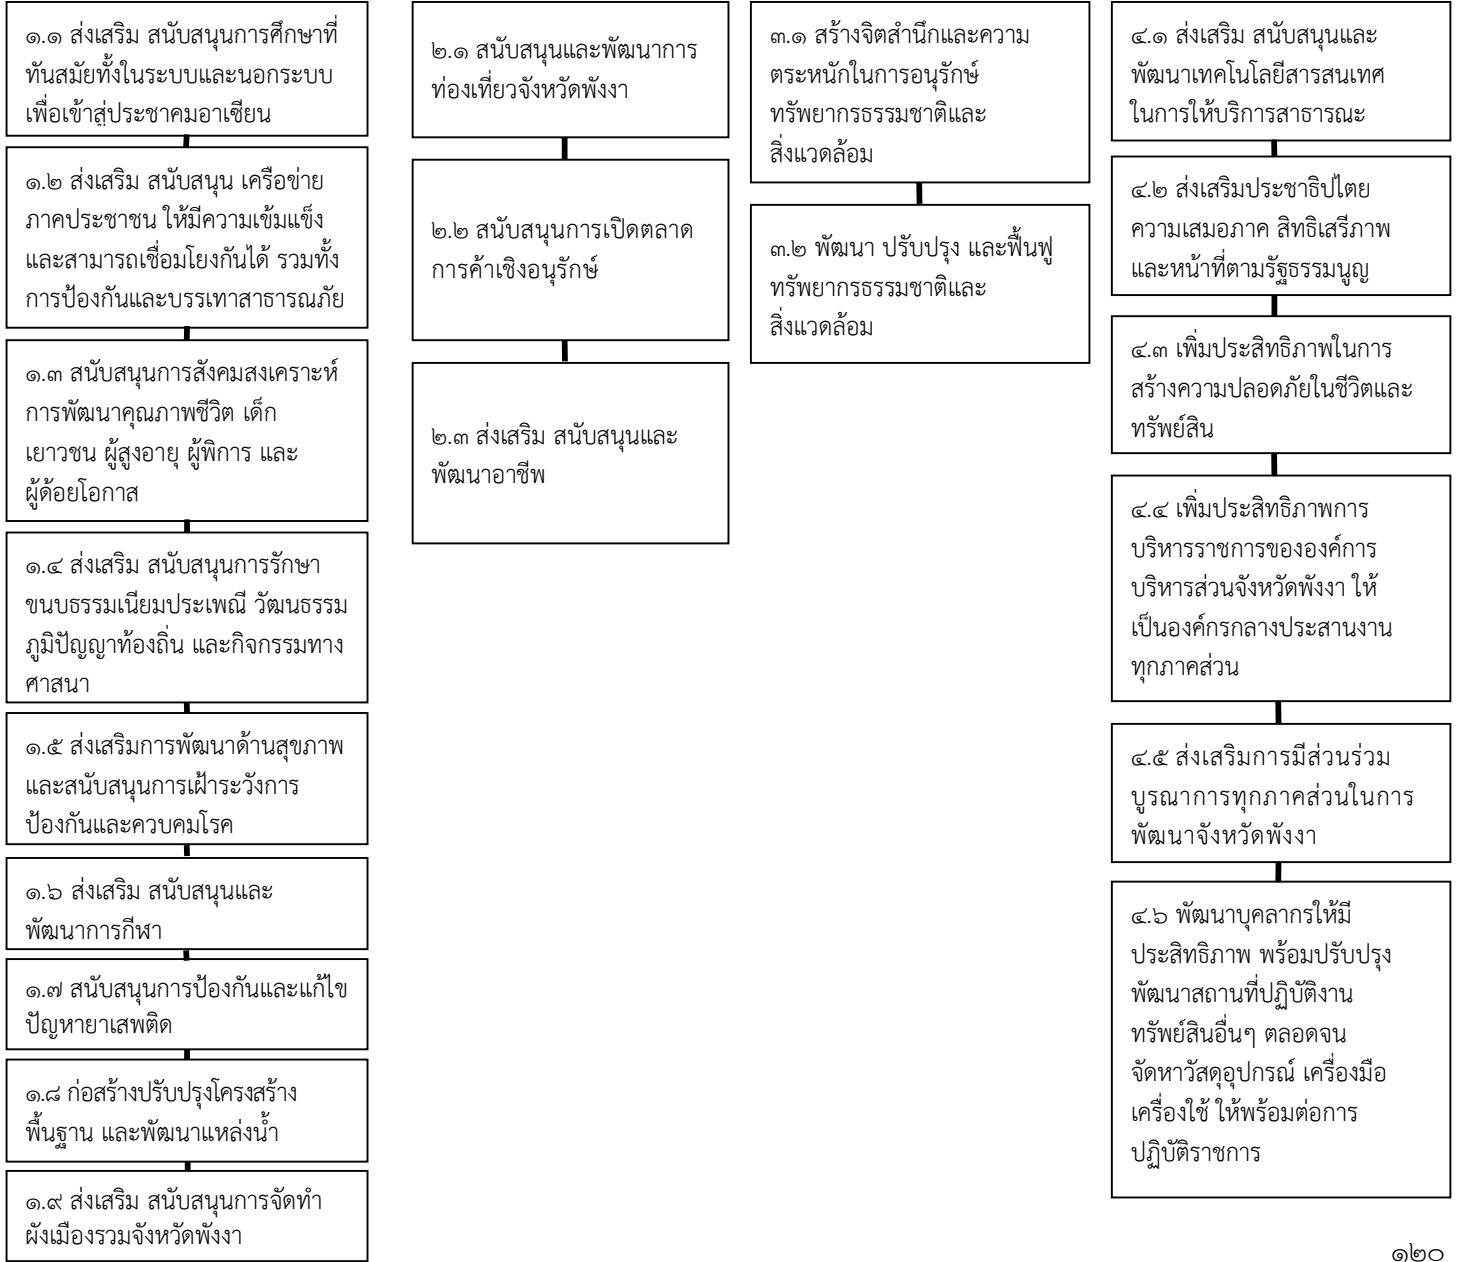 ๑.๑ ส่งเสริม สนับสนุนการศึกษาที่
ทันสมัยทั้งในระบบและนอกระบบ
เพื่อเข้าสู่ประชาคมอาเซียน
๑.๒ ส่งเสริม สนับสนุน เครือข่าย
ภาคประชาชน ให้มีความเข้มแข็ง
และสามารถเชื่อมโยงกันได้ รวมทั้ง
การป้องกันและบรรเทาสาธารณภัย
๑.๓ สนับสนุนการสังคมสงเคราะห์
การพัฒนาคุณภาพชีวิต เด็ก
เยาวชน ผู้สูงอายุ ผู้พิการ และ
ผู้ด้อยโอกาส
๑.๔ ส่งเสริม สนับสนุนการรักษา
ขนบธรรมเนียมประเพณี วัฒนธรรม
ภูมิปัญญาท้องถิ่น และกิจกรรมทาง
ศาสนา
๑.๕ ส่งเสริมการพัฒนาด้านสุขภาพ
และสนับสนุนการเฝ้าระวังการ
ป้องกันและควบคุมโรค
๑.๖ ส่งเสริม สนับสนุนและ
พัฒนาการกีฬา
๑.๗ สนับสนุนการป้องกันและแก้ไข
ปัญหายาเสพติด
๑.๘ ก่อสร้างปรับปรุงโครงสร้าง
พื้นฐาน และพัฒนาแหล่งน้ำ
๑.๙ ส่งเสริม สนับสนุนการจัดทำ
ผังเมืองรวมจังหวัดพังงา
๒.๑ สนับสนุนและพัฒนาการ
ท่องเที่ยวจังหวัดพังงา
๒.๒ สนับสนุนการเปิดตลาด
การค้าเชิงอนุรักษ์
๒.๓ ส่งเสริม สนับสนุนและ
พัฒนาอาชีพ
๓.๑ สร้างจิตสำนึกและความ
ตระหนักในการอนุรักษ์
ทรัพยากรธรรมชาติและ
สิ่งแวดล้อม
๓.๒ พัฒนา ปรับปรุง และฟื้นฟู
ทรัพยากรธรรมชาติและ
สิ่งแวดล้อม
๔.๑ ส่งเสริม สนับสนุนและ
พัฒนาเทคโนโลยีสารสนเทศ
ในการให้บริการสาธารณะ
๔.๒ ส่งเสริมประชาธิปไตย
ความเสมอภาค สิทธิเสรีภาพ
และหน้าที่ตามรัฐธรรมนูญ
๔.๓ เพิ่มประสิทธิภาพในการ
สร้างความปลอดภัยในชีวิตและ
ทรัพย์สิน
๔.๔ เพิ่มประสิทธิภาพการ
บริหารราชการขององค์การ
บริหารส่วนจังหวัดพังงา ให้
เป็นองค์กรกลางประสานงาน
ทุกภาคส่วน
๔.๕ ส่งเสริมการมีส่วนร่วม
บูรณาการทุกภาคส่วนในการ
พัฒนาจังหวัดพังงา
๔.๖ พัฒนาบุคลากรให้มี
ประสิทธิภาพ พร้อมปรับปรุง
พัฒนาสถานที่ปฏิบัติงาน
ทรัพย์สินอื่นๆ ตลอดจน
จัดหาวัสดุอุปกรณ์ เครื่องมือ
เครื่องใช้ ให้พร้อมต่อการ
ปฏิบัติราชการ
๑๒๐